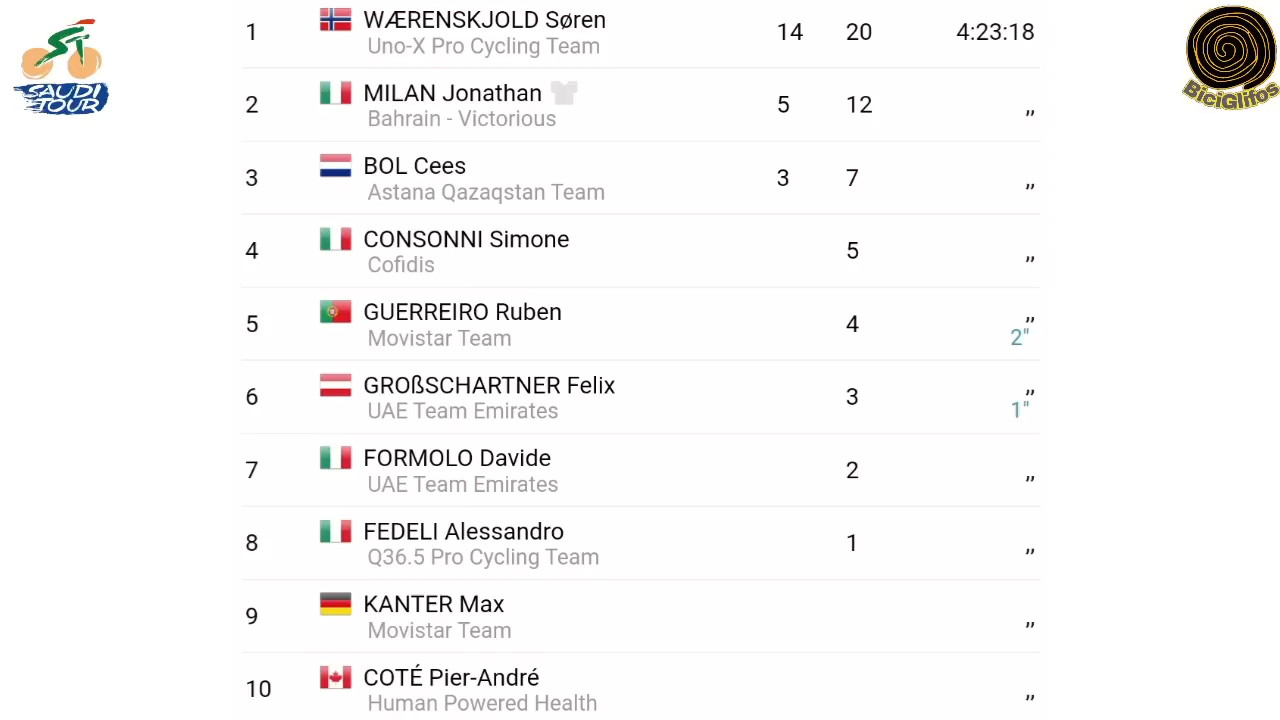 SAUDI
TOUR
BiciGlifos
1 WÆRENSKJOLD Søren 14 20 4:23:18
Uno-X Pro Cycling Team
2 MILAN Jonathan 5 12 ,,
Bahrain - Victorious
3 BOL Cees 3 7 ,,
Astana Qazaqstan Team
4 CONSONNI Simone 5 ,,
Cofidis
5 GUERREIRO Ruben 4 ,,
Movistar Team 2"
6 GROßSCHARTNER Felix 3 ,,
UAE Team Emirates 1"
7 FORMOLO Davide 2 ,,
UAE Team Emirates
8 FEDELI Alessandro 1 ,,
Q36.5 Pro Cycling Team
9 KANTER Max ,,
Movistar Team
10 COTÉ Pier-André ,,
Human Powered Health